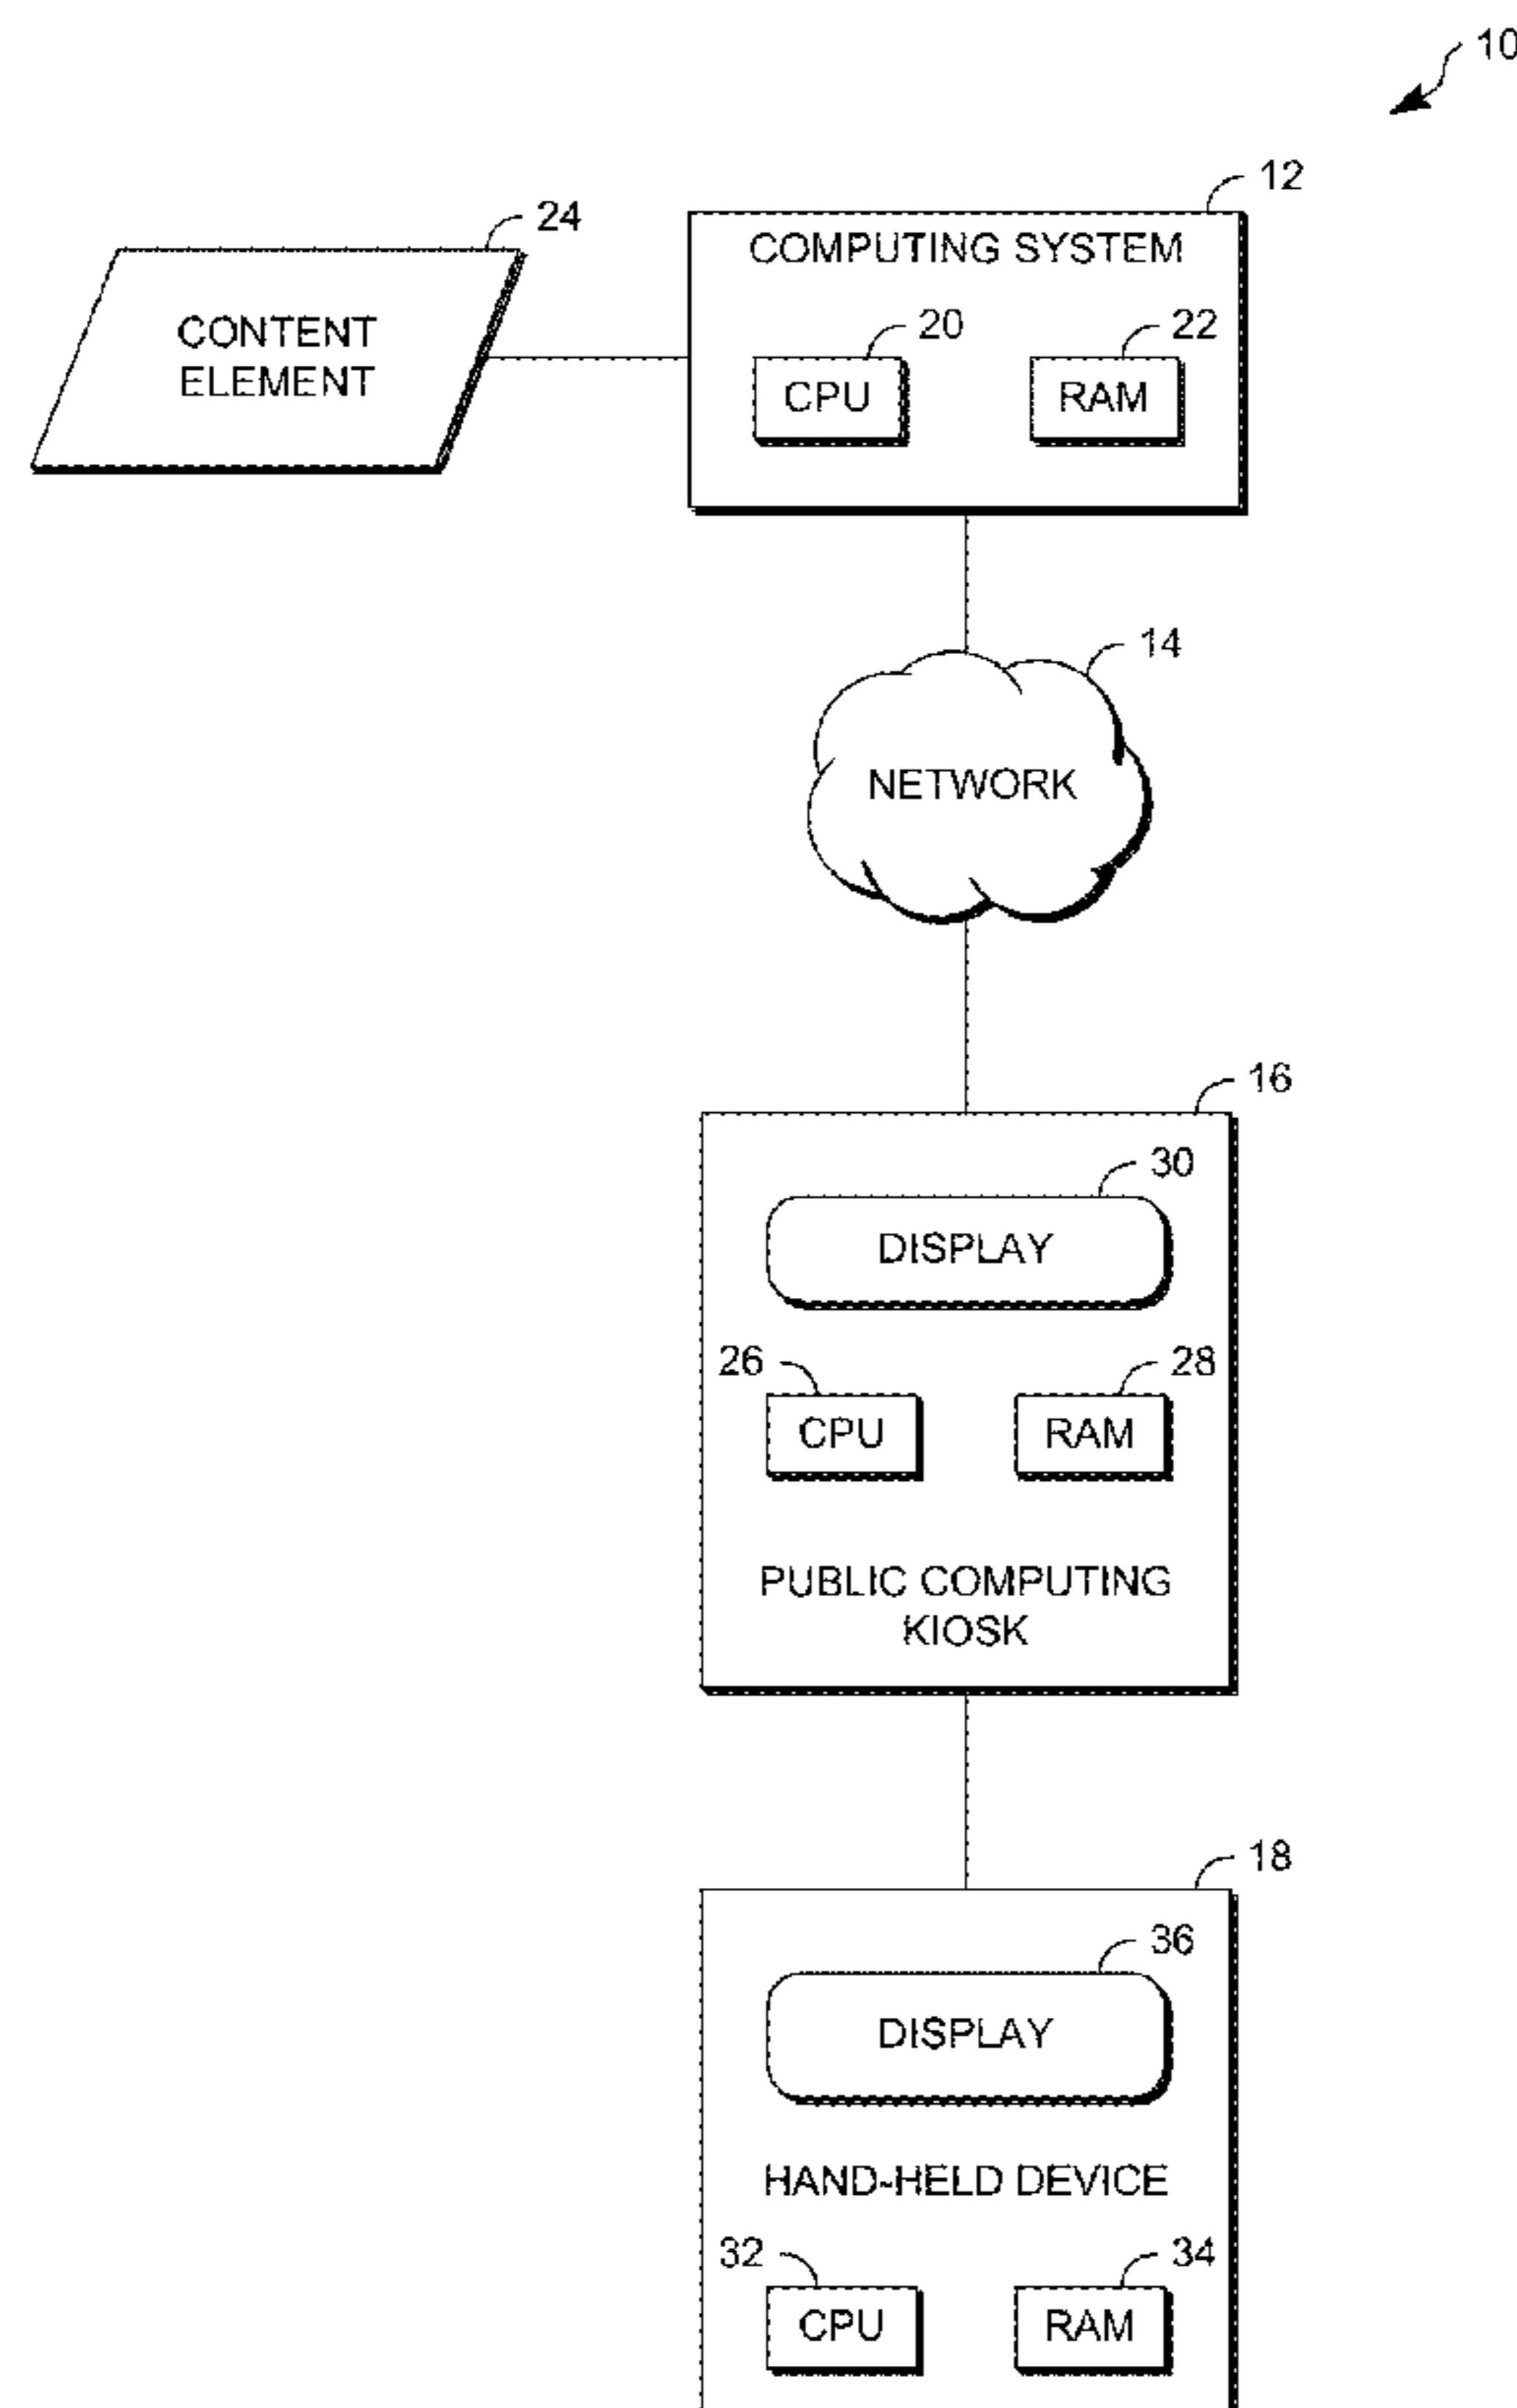 10
12
24
COMPUTING SYSTEM
CONTENT
ELEMENT
20
22
CPU
RAM
14
NETWORK
16
30
DISPLAY
26
28
CPU
RAM
PUBLIC COMPUTING
KIOSK
18
36
DISPLAY
HAND-HELD DEVICE
32
34
CPU
RAM